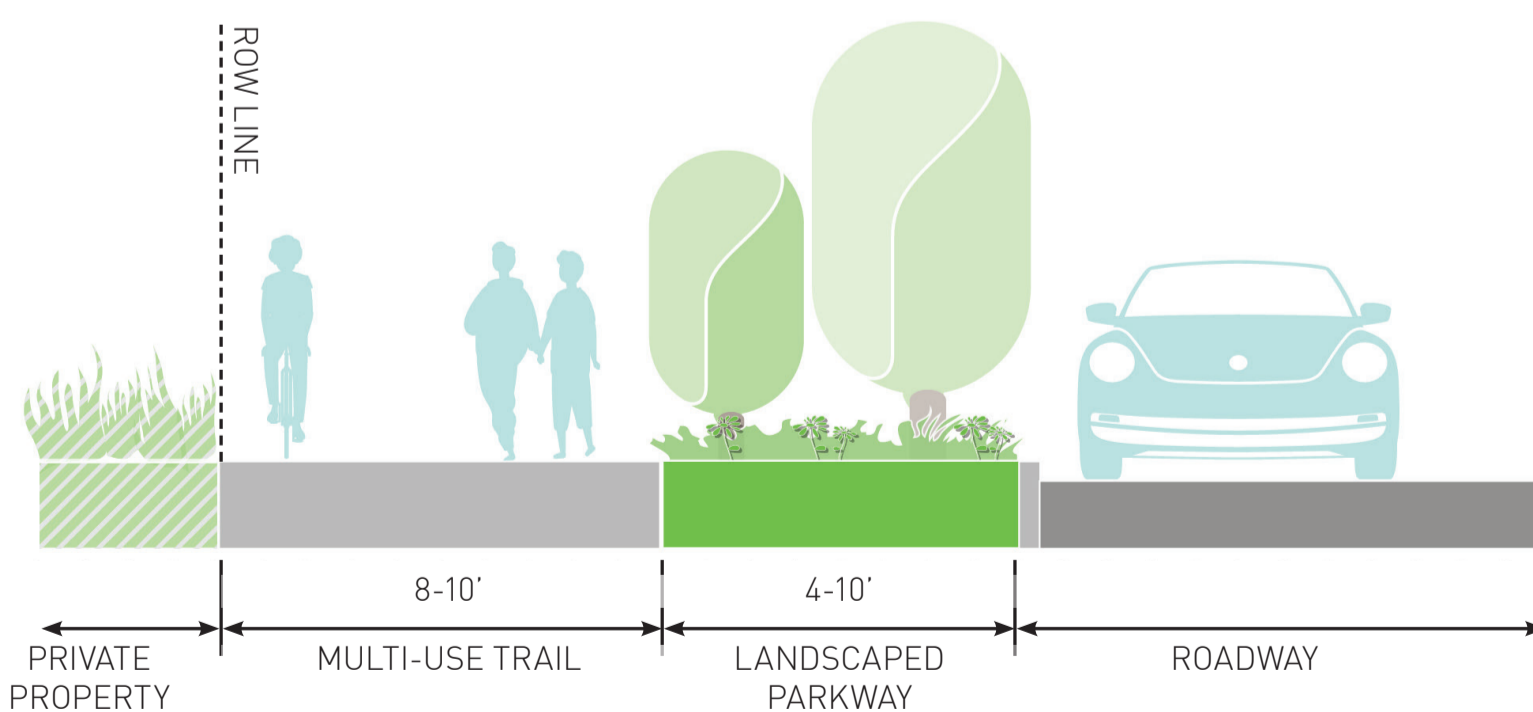 ROW LINE
8-10’
4-10’
PRIVATE
PROPERTY
MULTI-USE TRAIL
LANDSCAPED
PARKWAY
ROADWAY